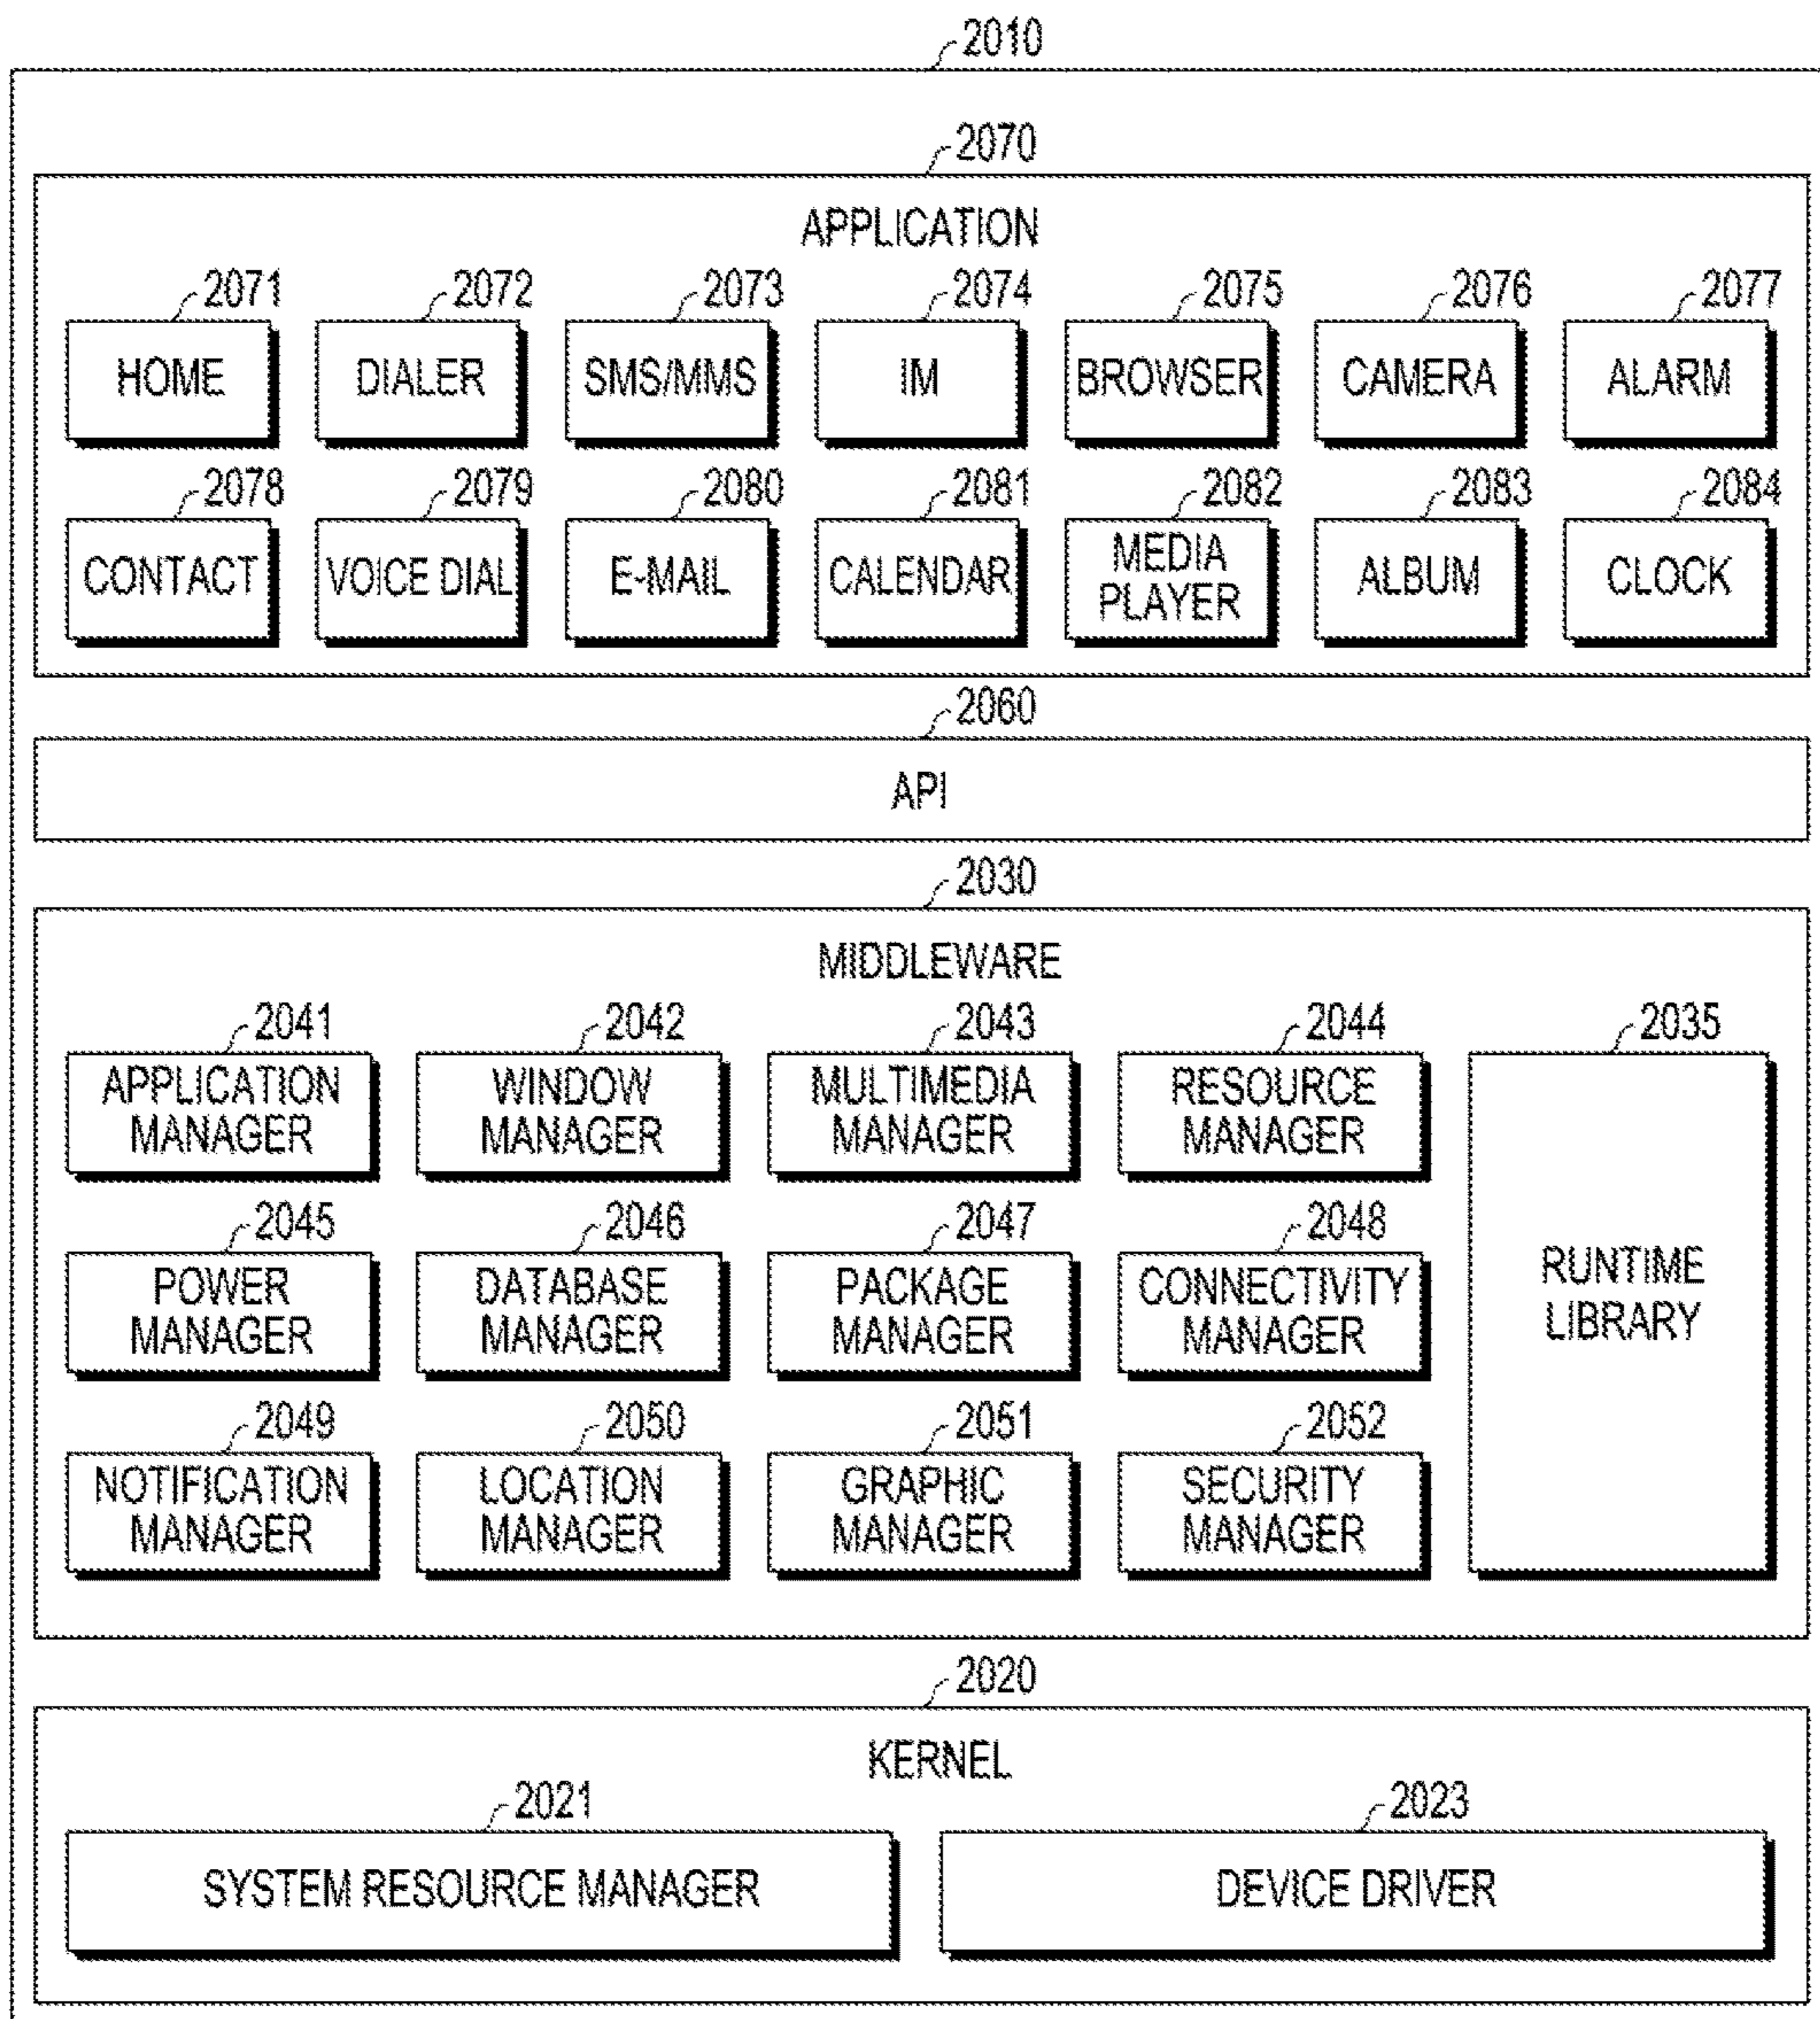 2010
2070
APPLICATION
2071 2072 2073 2074 2075 2076 2077
HOME DIALER SMS/MMS IM BROWSER CAMERA ALARM
2078 2079 2080 2081 2082 2083 2084
CONTACT VOICE DIAL E-MAIL CALENDAR MEDIA PLAYER ALBUM CLOCK
2060
API
2030
MIDDLEWARE
2041 2042 2043 2044 2035
APPLICATION WINDOW MULTIMEDIA RESOURCE
MANAGER MANAGER MANAGER MANAGER
2045 2046 2047 2048
POWER DATABASE PACKAGE CONNECTIVITY RUNTIME
MANAGER MANAGER MANAGER MANAGER LIBRARY
2049 2050 2051 2052
NOTIFICATION LOCATION GRAPHIC SECURITY
MANAGER MANAGER MANAGER MANAGER
2020
KERNEL
2021 2023
SYSTEM RESOURCE MANAGER DEVICE DRIVER